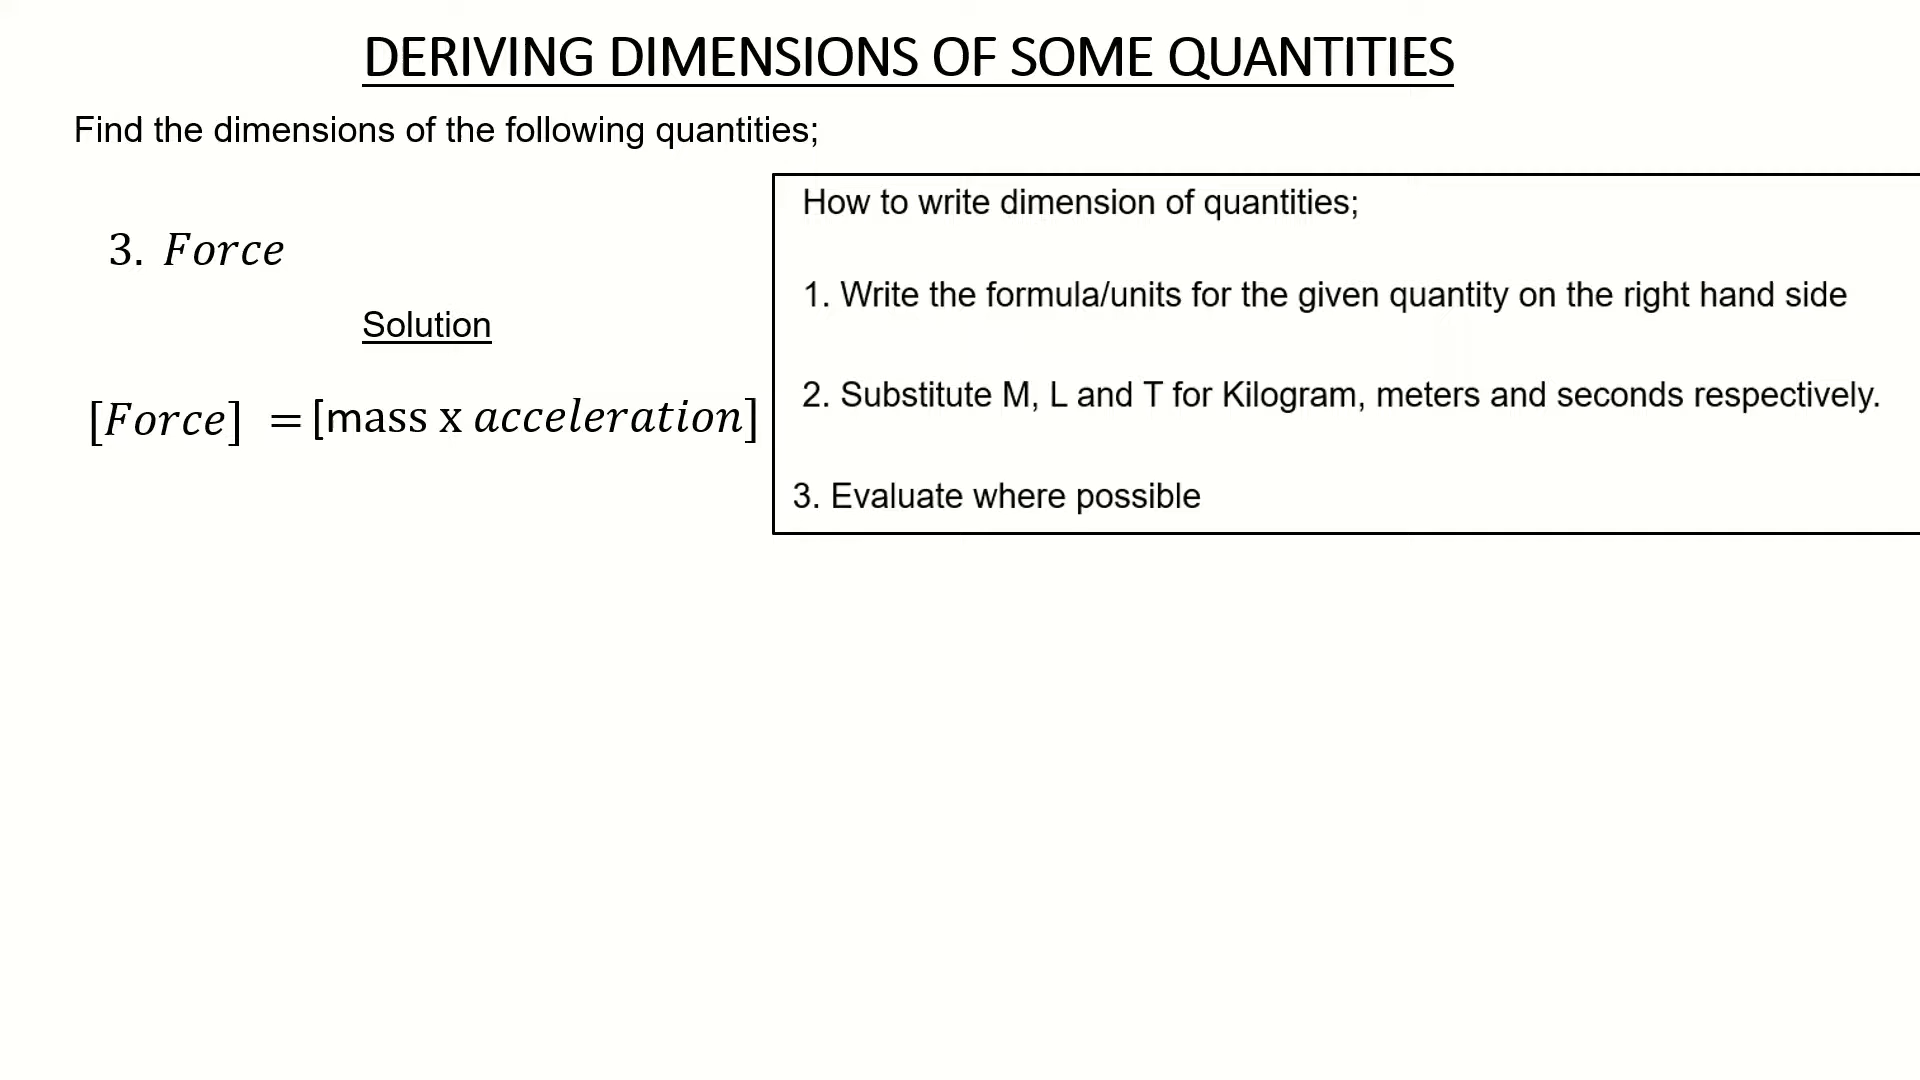 DERIVING DIMENSIONS OF SOME QUANTITIES
Find the dimensions of the following quantities;
3. Force
Solution
[Force] = [mass x acceleration]
How to write dimension of quantities;
1. Write the formula/units for the given quantity on the right hand side
2. Substitute M, L and T for Kilogram, meters and seconds respectively.
3. Evaluate where possible